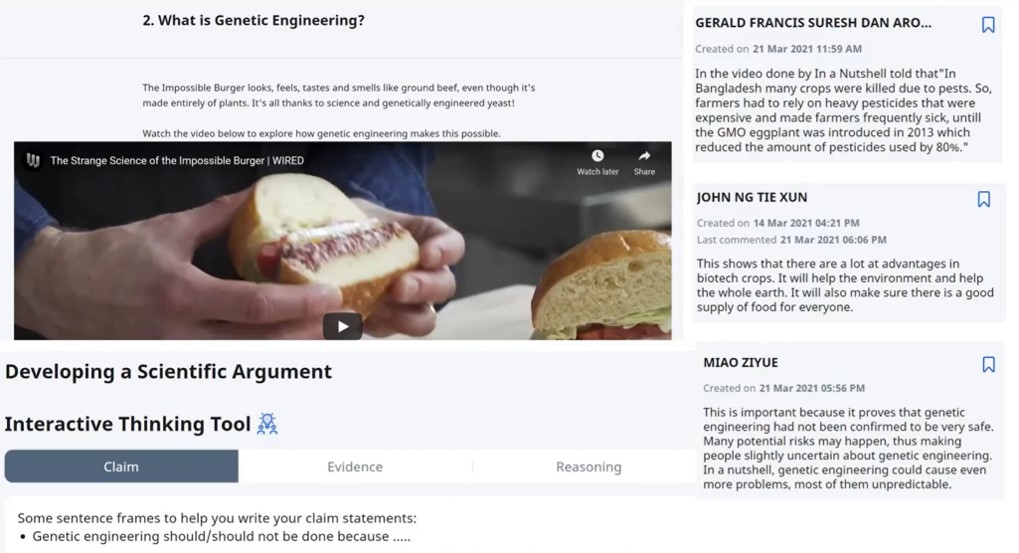 2. What is Genetic Engineering?
The Impossible Burger looks, feels, tastes and smells like ground beef, even though it's
made entirely of plants. It's all thanks to science and genetically engineered yeast!
Watch the video below to explore how genetic engineering makes this possible.
The Strange Science of the Impossible Burger | WIRED
Watch later
Share
Developing a Scientific Argument
Interactive Thinking Tool
Claim
Evidence
Reasoning
Some sentence frames to help you write your claim statements:
• Genetic engineering should/should not be done because .....
GERALD FRANCIS SURESH DAN ARO...
Created on 21 Mar 2021 11:59 AM
In the video done by In a Nutshell told that"In
Bangladesh many crops were killed due to pests. So,
farmers had to rely on heavy pesticides that were
expensive and made farmers frequently sick, untill
the GMO eggplant was introduced in 2013 which
reduced the amount of pesticides used by 80%."
JOHN NG TIE XUN
Created on 14 Mar 2021 04:21 PM
Last commented 21 Mar 2021 06:06 PM
This shows that there are a lot at advantages in
biotech crops. It will help the environment and help
the whole earth. It will also make sure there is a good
supply of food for everyone.
MIAO ZIYUE
Created on 21 Mar 2021 05:56 PM
This is important because it proves that genetic
engineering had not been confirmed to be very safe.
Many potential risks may happen, thus making
people slightly uncertain about genetic engineering.
In a nutshell, genetic engineering could cause even
more problems, most of them unpredictable.